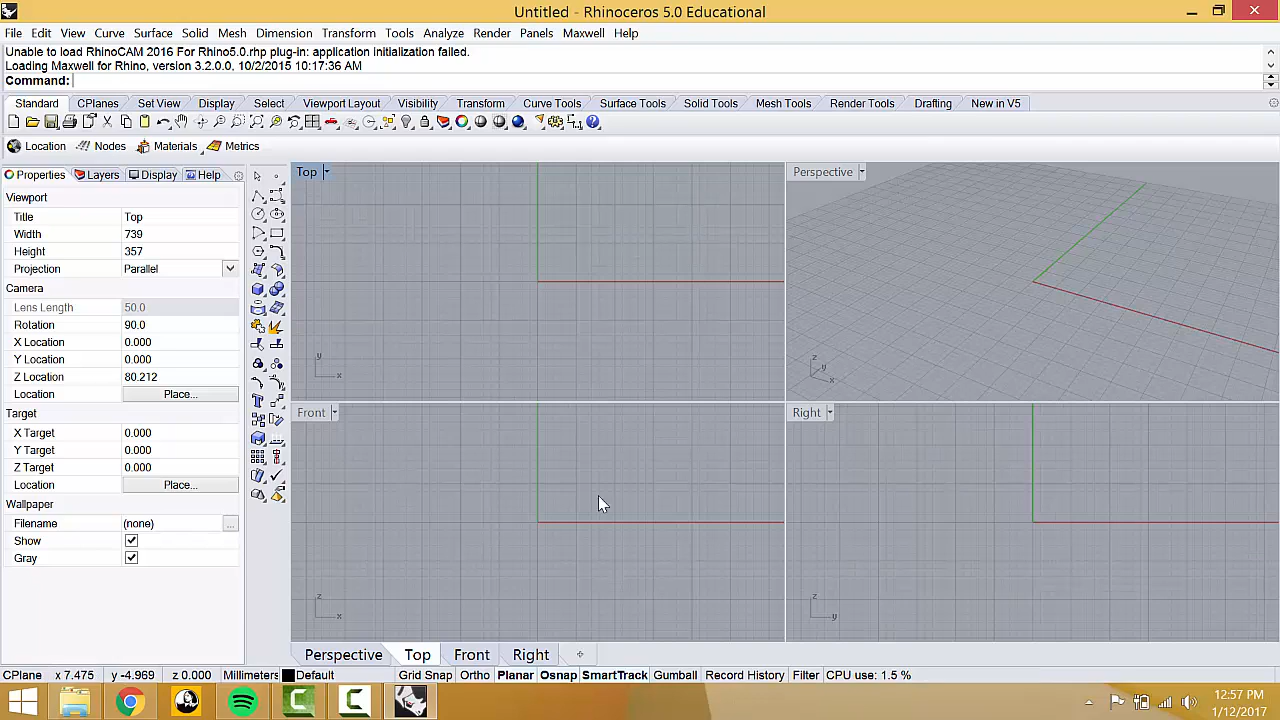 Untitled - Rhinoceros 5.0 Educational
File Edit View Curve Surface Solid Mesh Dimension Transform Tools Analyze Render Panels Maxwell Help
Unable to load RhinoCAM 2016 For Rhino5.0.rhp plug-in: application initialization failed.
Loading Maxwell for Rhino, version 3.2.0.0, 10/2/2015 10:17:36 AM
Command:
Standard CPlanes Set View Display Select Viewport Layout Visibility Transform Curve Tools Surface Tools Solid Tools Mesh Tools Render Tools Drafting New in V5
Location Nodes Materials Metrics
Properties Layers Display Help
Viewport
Title Top
Width 739
Height 357
Projection Parallel
Camera
Lens Length 50.0
Rotation 90.0
X Location 0.000
Y Location 0.000
Z Location 80.212
Location Place...
Target
X Target 0.000
Y Target 0.000
Z Target 0.000
Location Place...
Wallpaper
Filename (none) ...
Show
Gray
Top
y
x
Perspective
z
y
x
Front
z
x
Right
z
y
Perspective Top Front Right
CPlane x 7.475 y -4.969 z 0.000 Millimeters Default Grid Snap Ortho Planar Osnap SmartTrack Gumball Record History Filter CPU use: 1.5 %
12:57 PM
1/12/2017